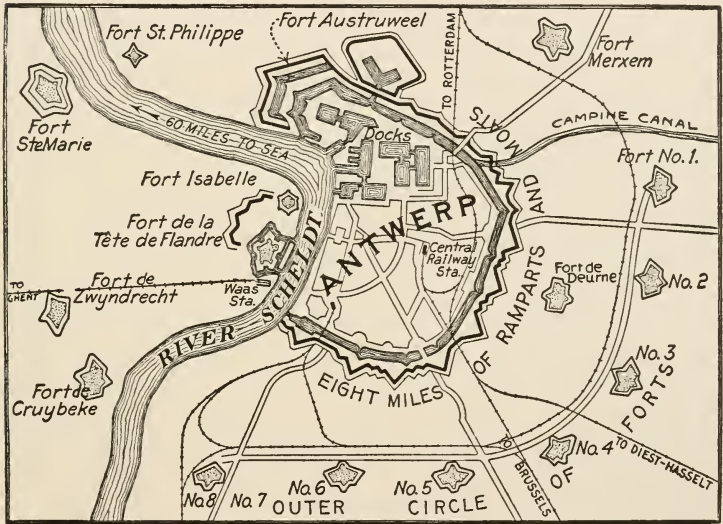 Fort St. Philippe
Fort Austruweel
TO ROTTERDAM
Fort
Merxem
Fort
Ste Marie
60 MILES TO SEA
Docks
MOATS
CAMPINE CANAL
Fort No. 1.
Fort Isabelle
Fort de la
Tête de Flandre
ANTWERP
AND
Central
Railway
Sta.
Fort de
Deurne
No. 2
TO
GHENT
Fort de
Zwyndrecht
Waas
Sta.
RIVER SCHELDT
RAMPARTS
No. 3
Fort de
Cruybeke
EIGHT MILES OF
FORTS
No. 4
TO DIEST-HASSELT
TO BRUSSELS
OF
No. 8
No. 7
No. 6
No. 5
OUTER CIRCLE